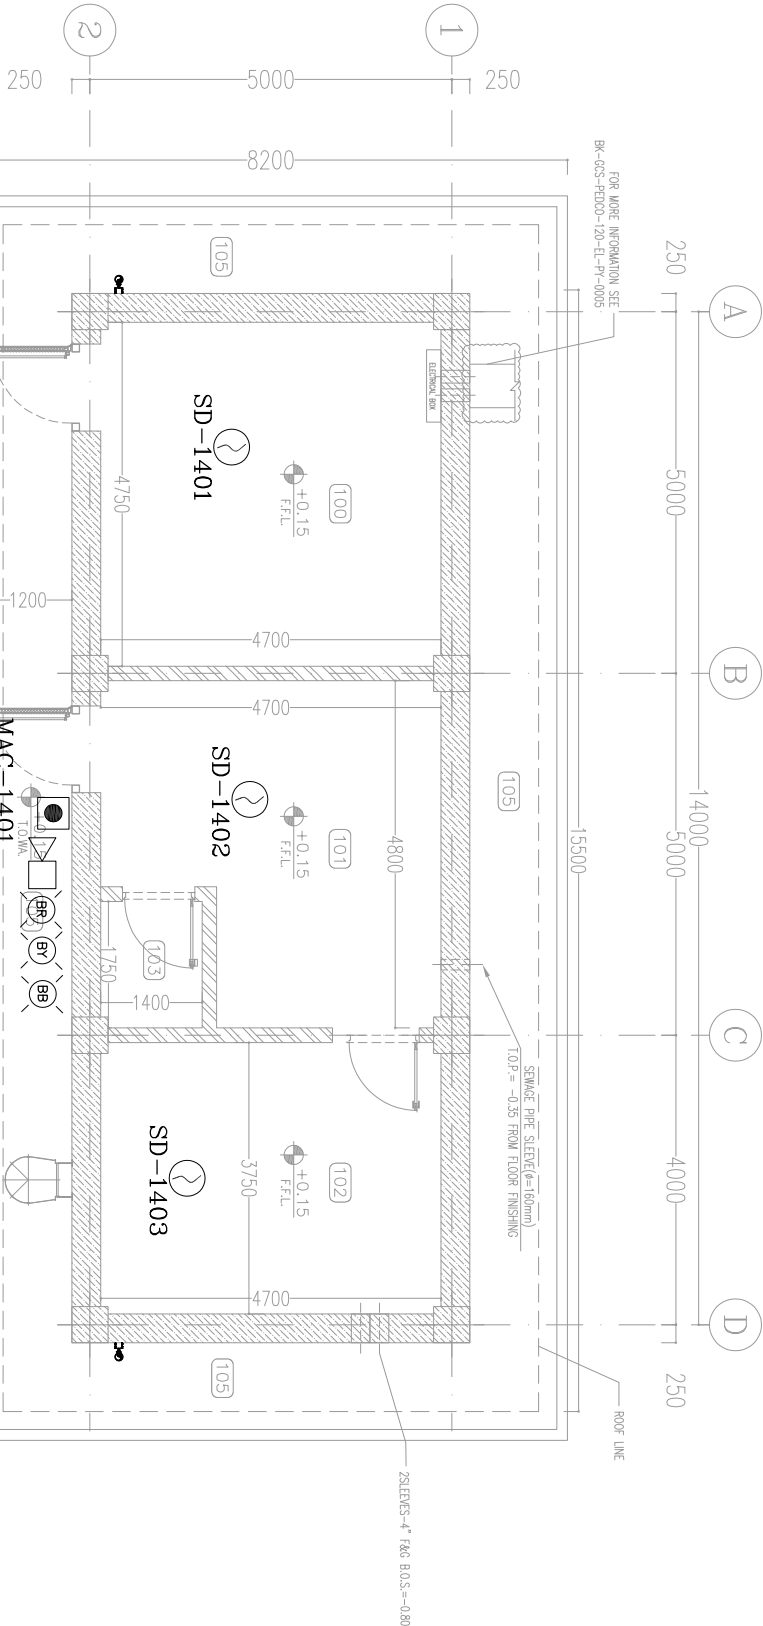 A
B
C
D
1
2
250
5000
5000
4000
250
14000
15500
250
5000
250
8200
FOR MORE INFORMATION SEE
BK-GCS-PEDCO-120-EL-PY-0005
ROOF LINE
105
105
105
ELECTRICAL BOX
SEWAGE PIPE SLEEVE(ø=160mm)
T.O.P.= -0.35 FROM FLOOR FINISHING
2SLEEVES-4" F&G B.O.S.=-0.80
100
+0.15
F.F.L.
SD-1401
4750
4700
101
+0.15
F.F.L.
SD-1402
4700
4800
103
1750
1400
102
+0.15
F.F.L.
SD-1403
3750
4700
1200
MAC-1401
T.O.WA.
BR
BY
BB